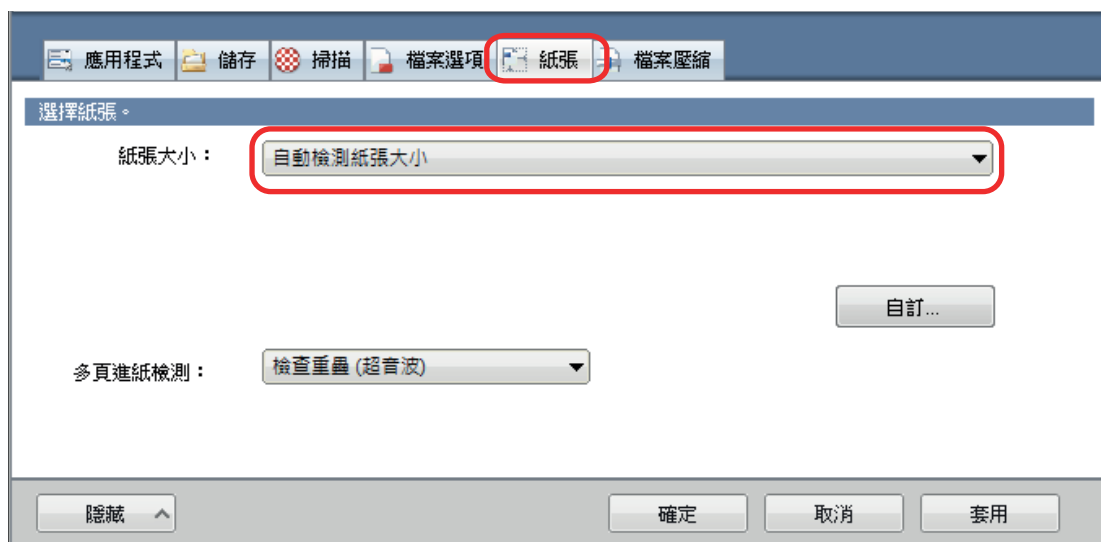 應用程式 儲存 掃描 檔案選項 紙張 檔案壓縮
選擇紙張。
紙張大小： 自動檢測紙張大小
自訂...
多頁進紙檢測： 檢查重疊 (超音波)
隱藏 確定 取消 套用